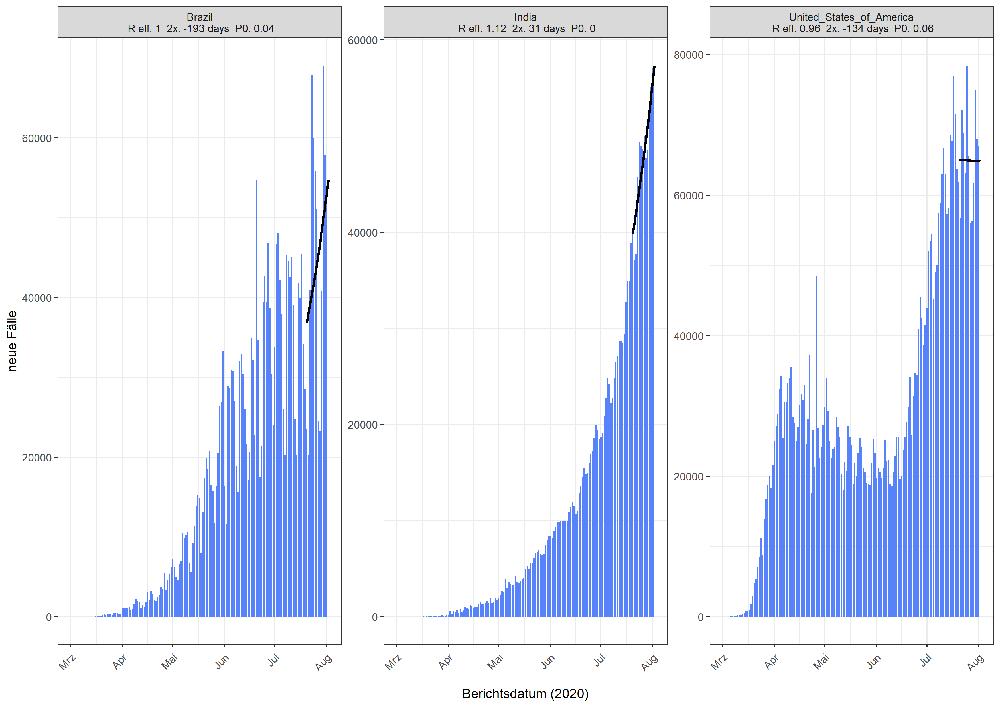 Brazil
R eff: 1  2x: -193 days  P0: 0.04
India
R eff: 1.12  2x: 31 days  P0: 0
United_States_of_America
R eff: 0.96  2x: -134 days  P0: 0.06
neue Fälle
60000
40000
20000
0
60000
40000
20000
0
80000
60000
40000
20000
0
Mrz Apr Mai Jun Jul Aug
Mrz Apr Mai Jun Jul Aug
Mrz Apr Mai Jun Jul Aug
Berichtsdatum (2020)